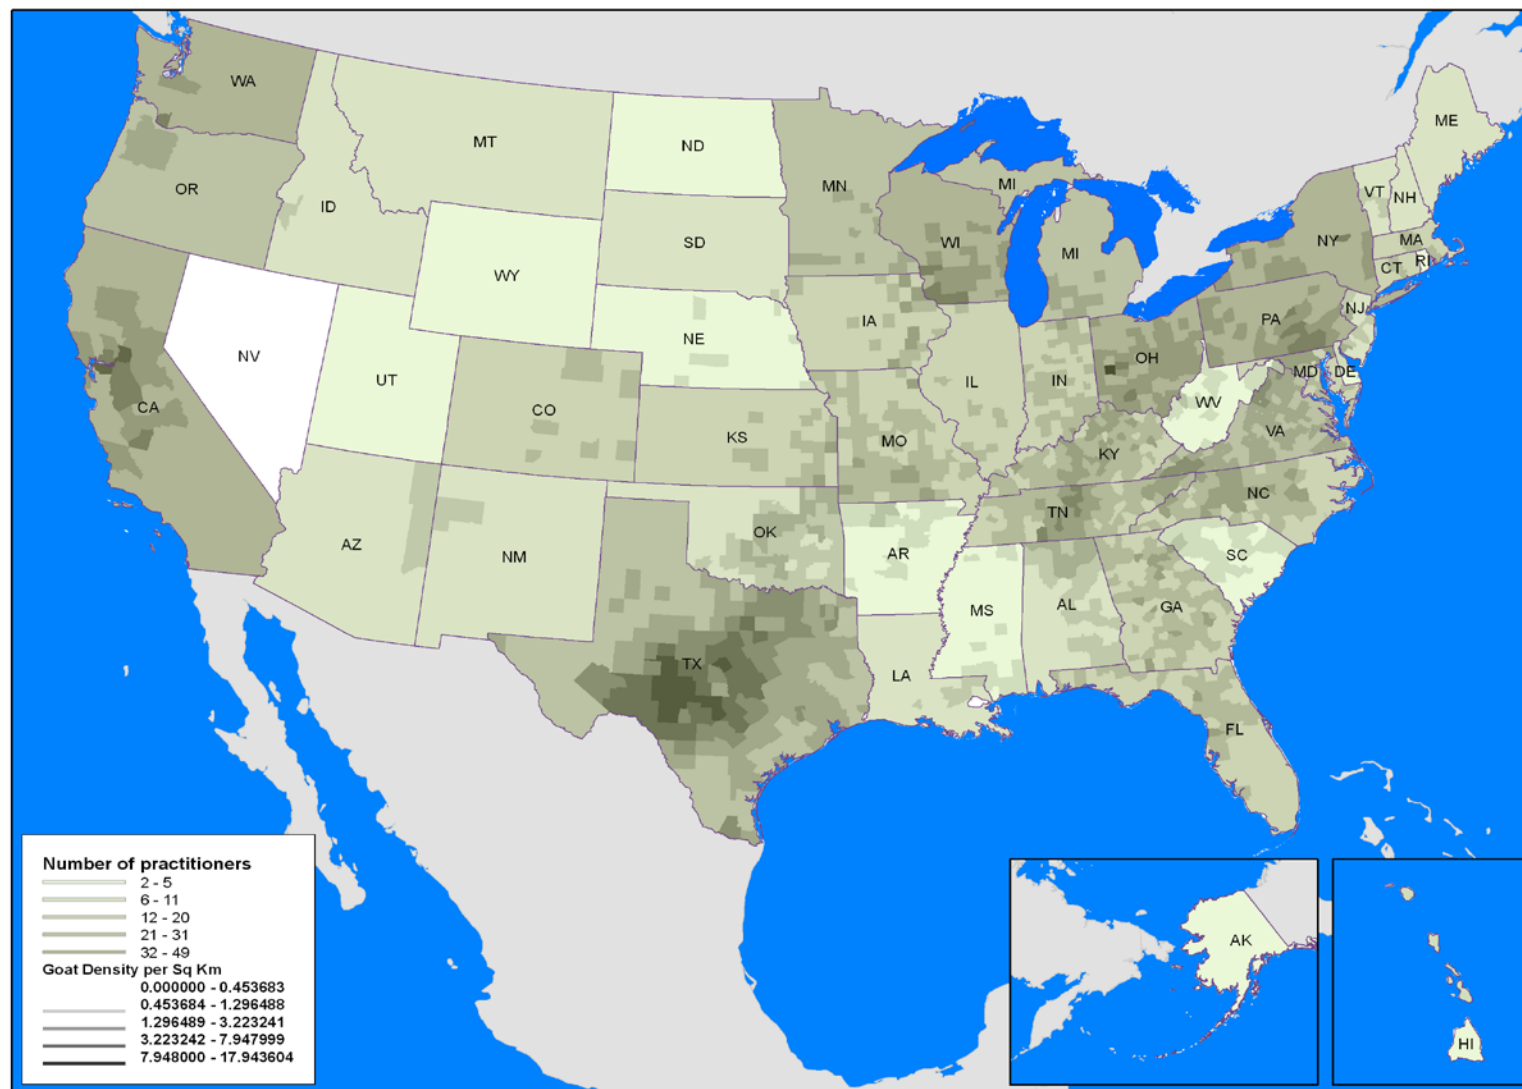 WA
MT
ND
ME
MN
MI
OR
ID
VT
NH
SD
WI
MI
NY
MA
WY
CT
RI
NE
IA
PA
NJ
NV
UT
OH
MD
DE
CO
IL
IN
WV
CA
KS
MO
KY
VA
NC
TN
OK
AZ
NM
AR
SC
MS
AL
GA
TX
LA
FL
Number of practitioners
2 - 5
6 - 11
12 - 20
21 - 31
32 - 49
Goat Density per Sq Km
0.000000 - 0.453683
0.453684 - 1.296488
1.296489 - 3.223241
3.223242 - 7.947999
7.948000 - 17.943604
AK
HI